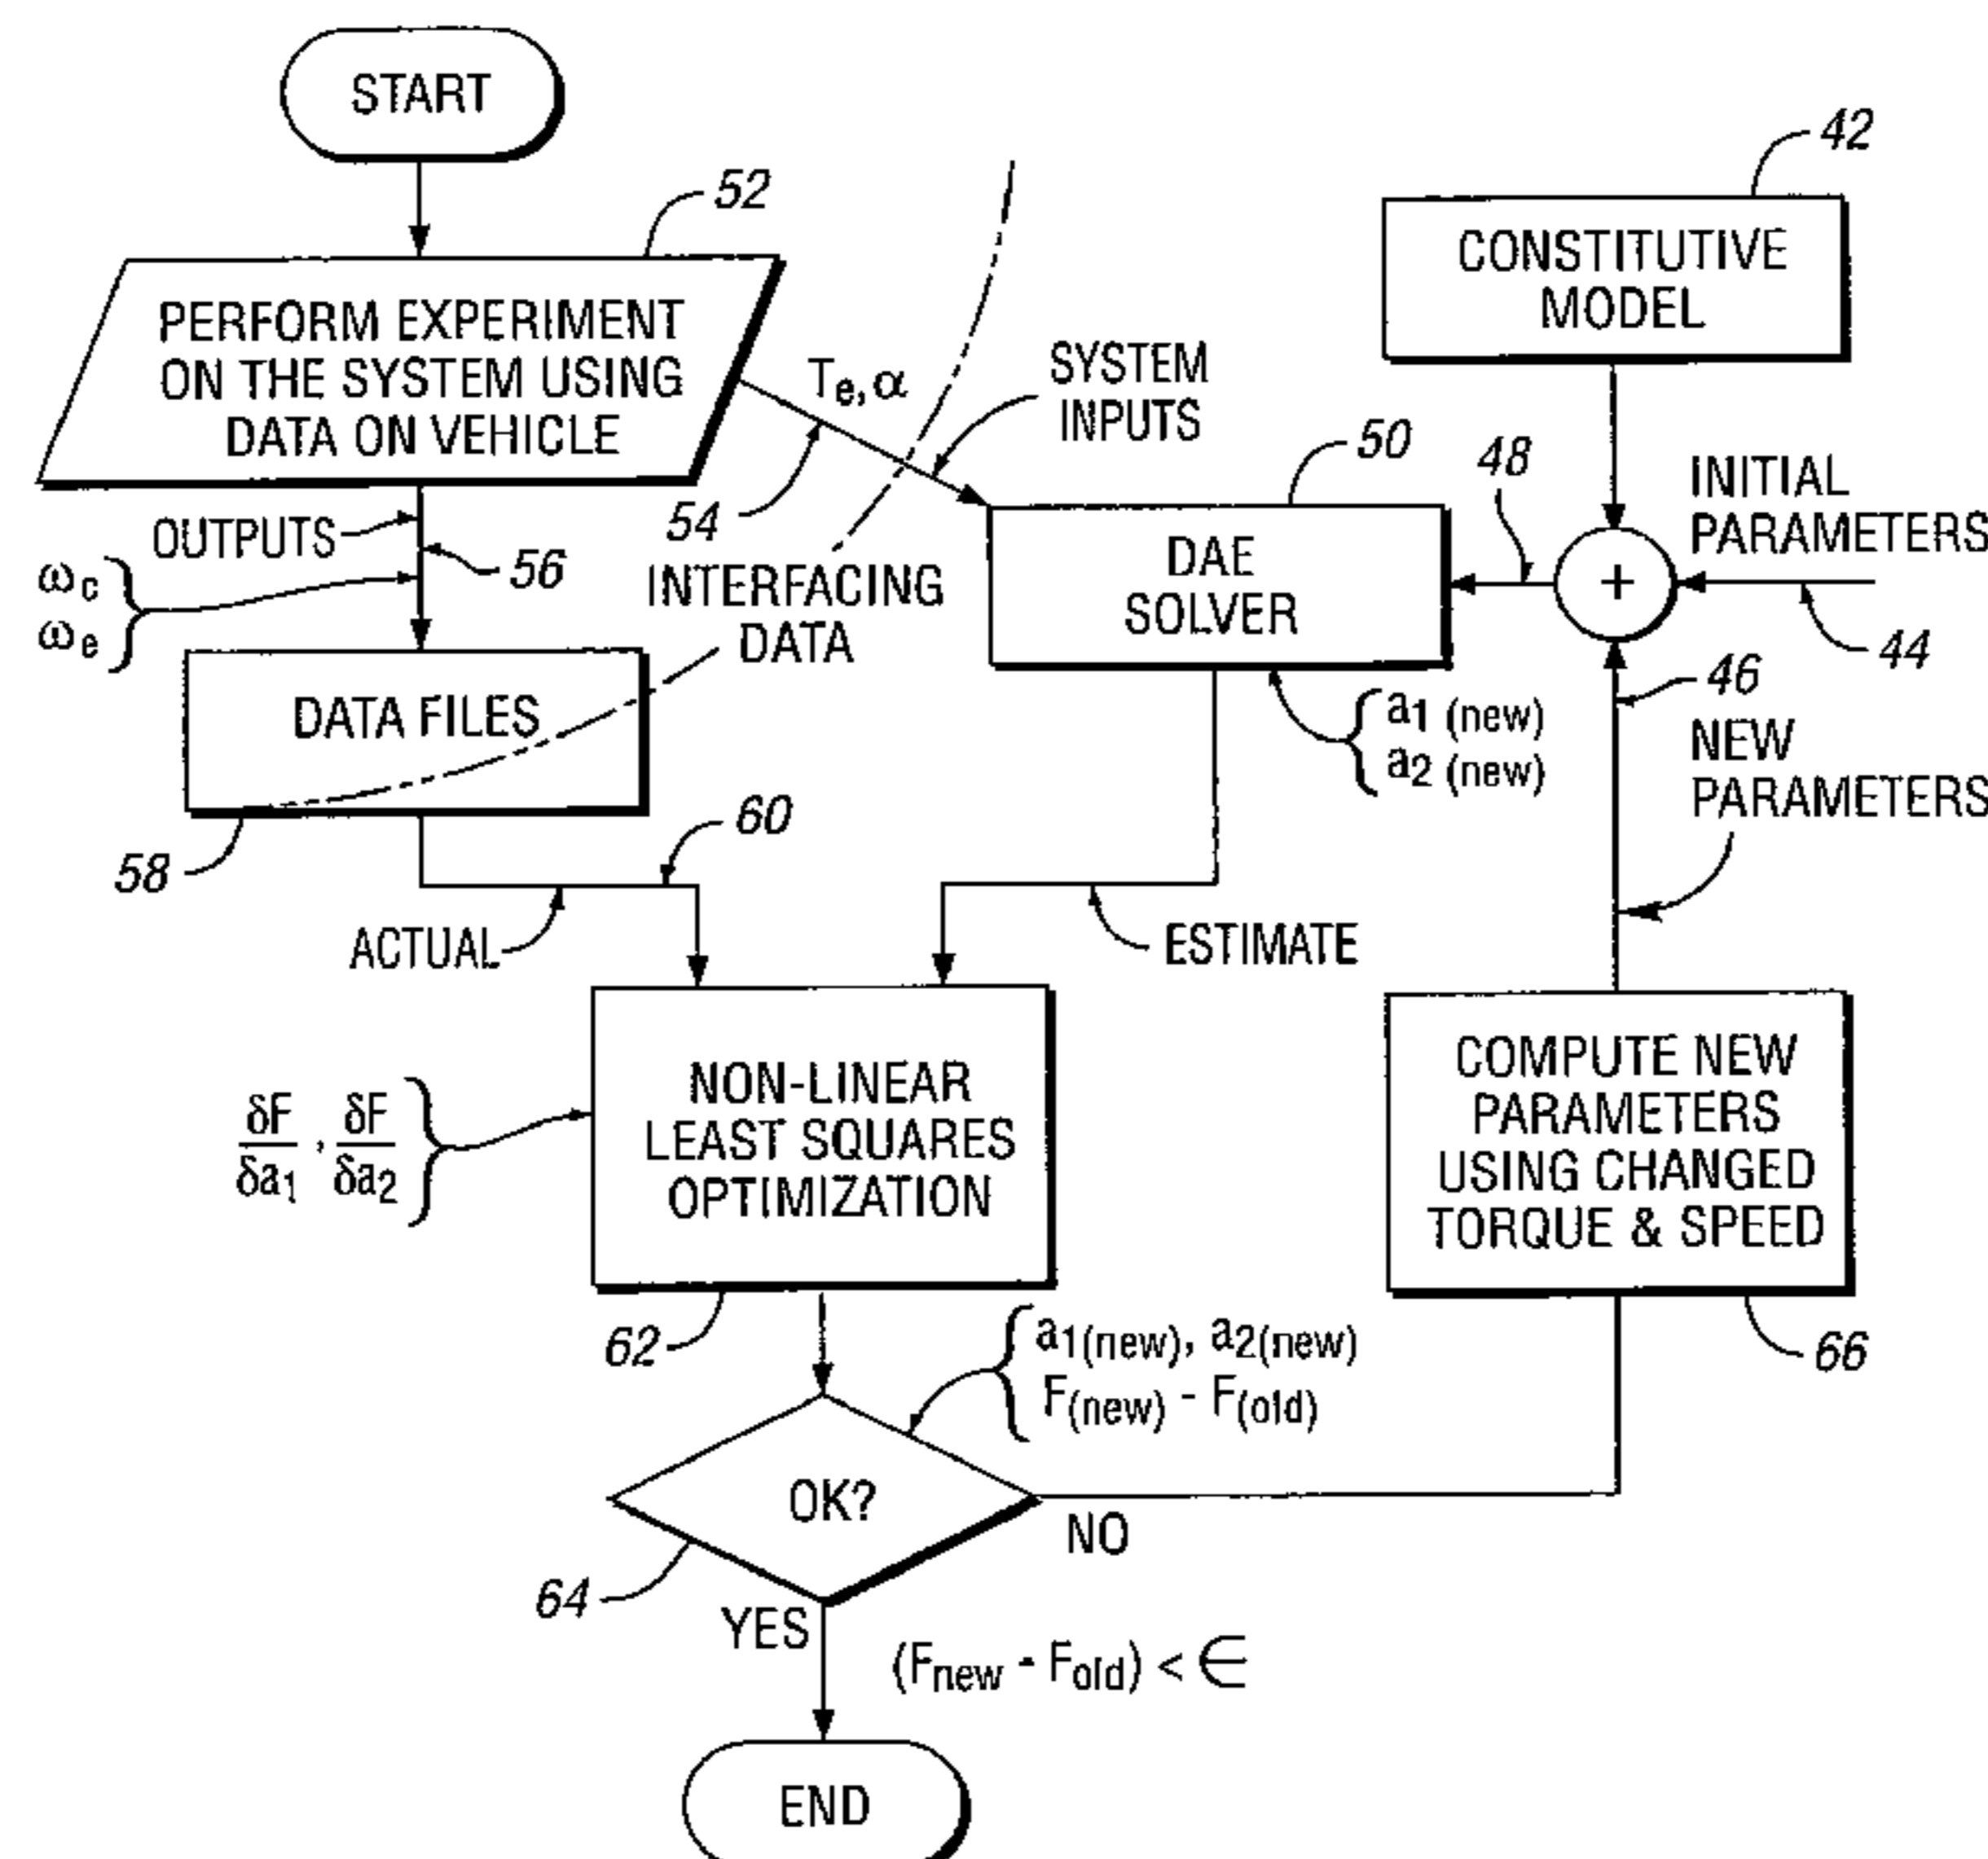 START
52
42
PERFORM EXPERIMENT
ON THE SYSTEM USING
DATA ON VEHICLE
Te, α
SYSTEM
INPUTS
CONSTITUTIVE
MODEL
54
50
48
INITIAL
PARAMETERS
OUTPUTS
56
ωc
ωe
INTERFACING
DATA
DAE
SOLVER
+
44
46
DATA FILES
a1 (new)
a2 (new)
NEW
PARAMETERS
58
60
ACTUAL
ESTIMATE
δF/δa1, δF/δa2
NON-LINEAR
LEAST SQUARES
OPTIMIZATION
COMPUTE NEW
PARAMETERS
USING CHANGED
TORQUE & SPEED
62
a1(new), a2(new)
F(new) - F(old)
66
OK?
NO
64
YES
(Fnew - Fold) < ∈
END